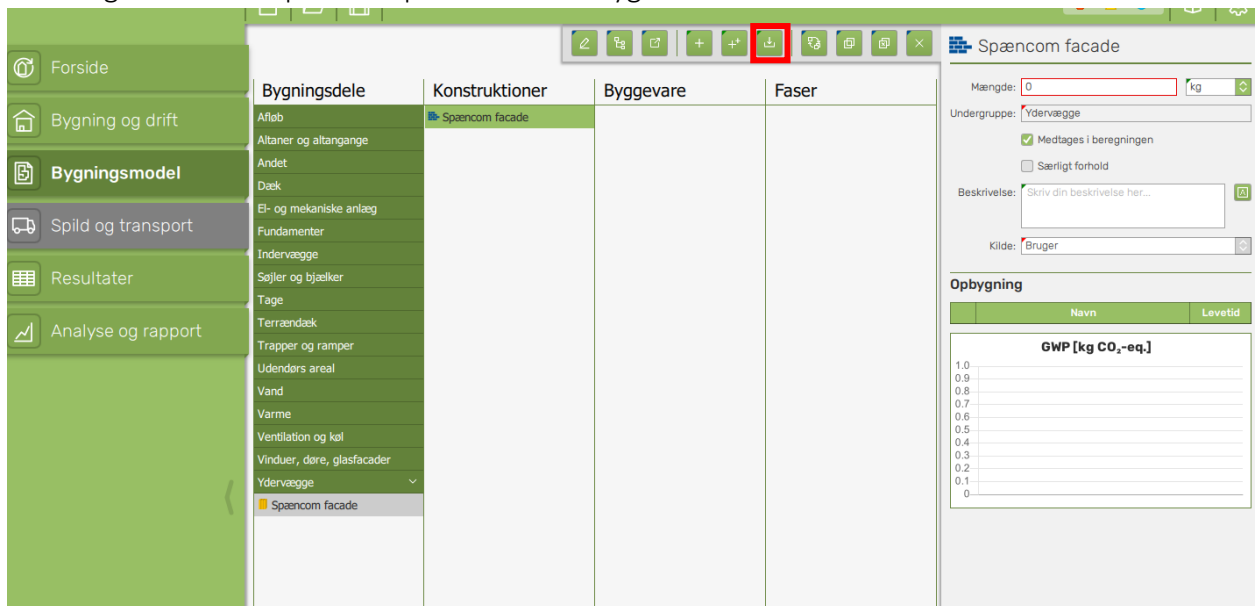 Forside
Bygning og drift
Bygningsmodel
Spild og transport
Resultater
Analyse og rapport
Bygningsdele
Afløb
Altaner og altangange
Andet
Dæk
El- og mekaniske anlæg
Fundamenter
Indervægge
Søjler og bjælker
Tage
Terrændæk
Trapper og ramper
Udendørs areal
Vand
Varme
Ventilation og køl
Vinduer, døre, glasfacader
Ydervægge
Spæncom facade
Konstruktioner
Spæncom facade
Byggevare
Faser
Spæncom facade
Mængde: 0 kg
Undergruppe: Ydervægge
Medtages i beregningen
Særligt forhold
Beskrivelse: Skriv din beskrivelse her...
Kilde: Bruger
Opbygning
Navn Levetid
GWP [kg CO₂-eq.]
1.0
0.9
0.8
0.7
0.6
0.5
0.4
0.3
0.2
0.1
0